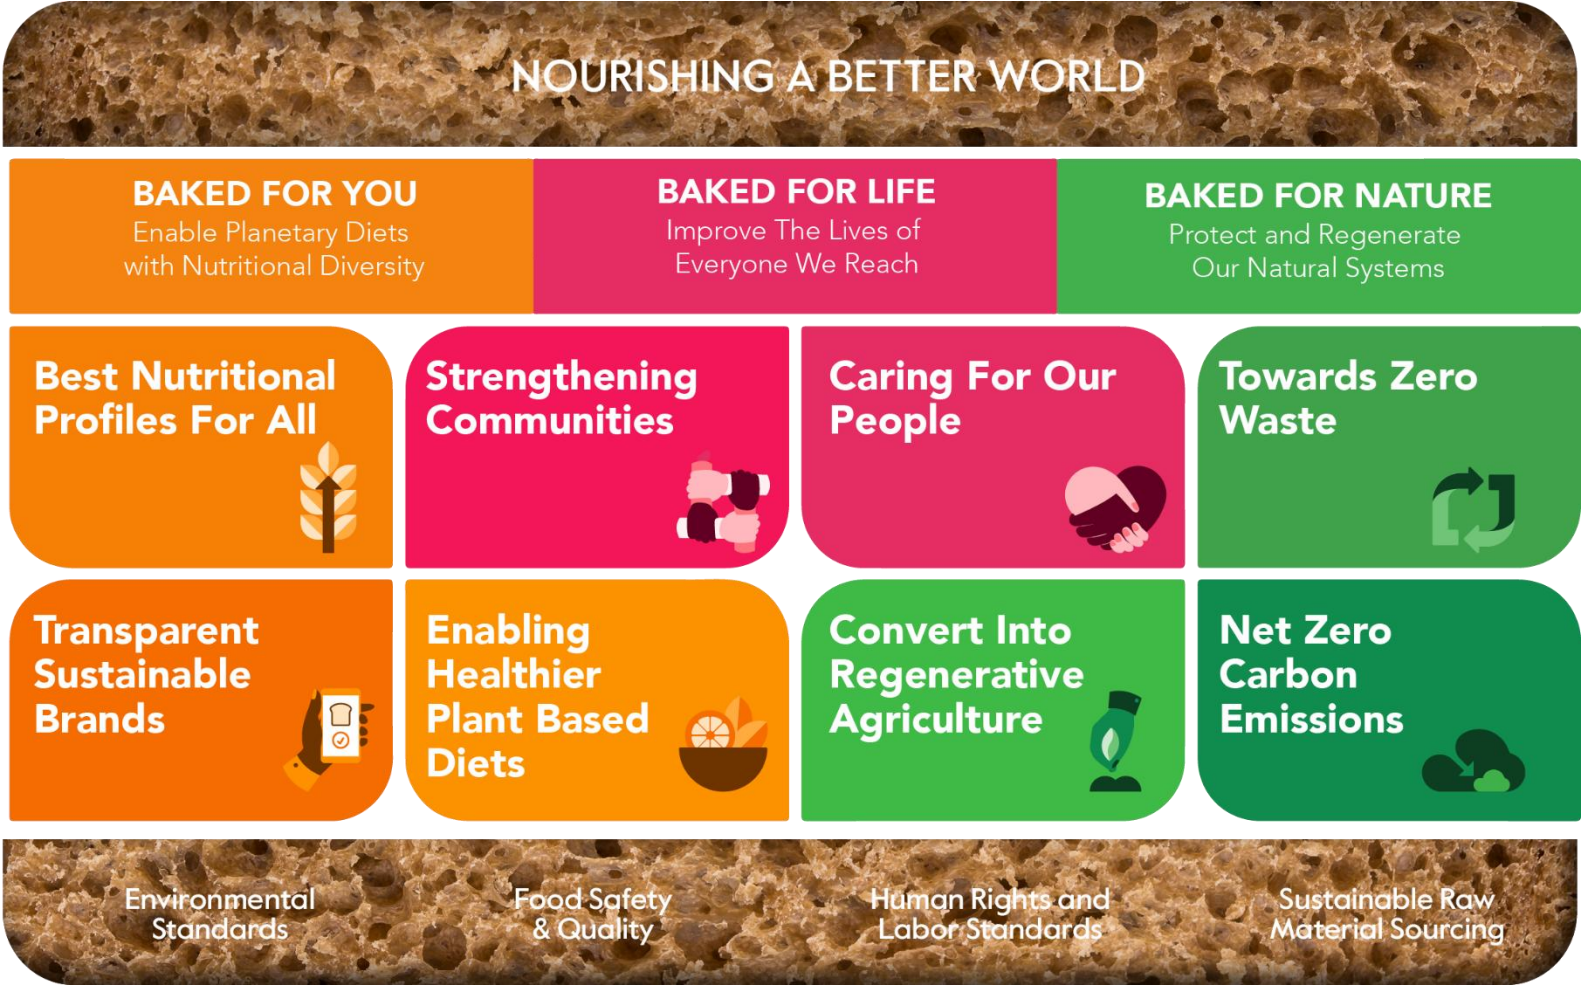 NOURISHING A BETTER WORLD
BAKED FOR YOU
Enable Planetary Diets
with Nutritional Diversity
BAKED FOR LIFE
Improve The Lives of
Everyone We Reach
BAKED FOR NATURE
Protect and Regenerate
Our Natural Systems
Best Nutritional
Profiles For All
Strengthening
Communities
Caring For Our
People
Towards Zero
Waste
Transparent
Sustainable
Brands
Enabling
Healthier
Plant Based
Diets
Convert Into
Regenerative
Agriculture
Net Zero
Carbon
Emissions
Environmental
Standards
Food Safety
& Quality
Human Rights and
Labor Standards
Sustainable Raw
Material Sourcing